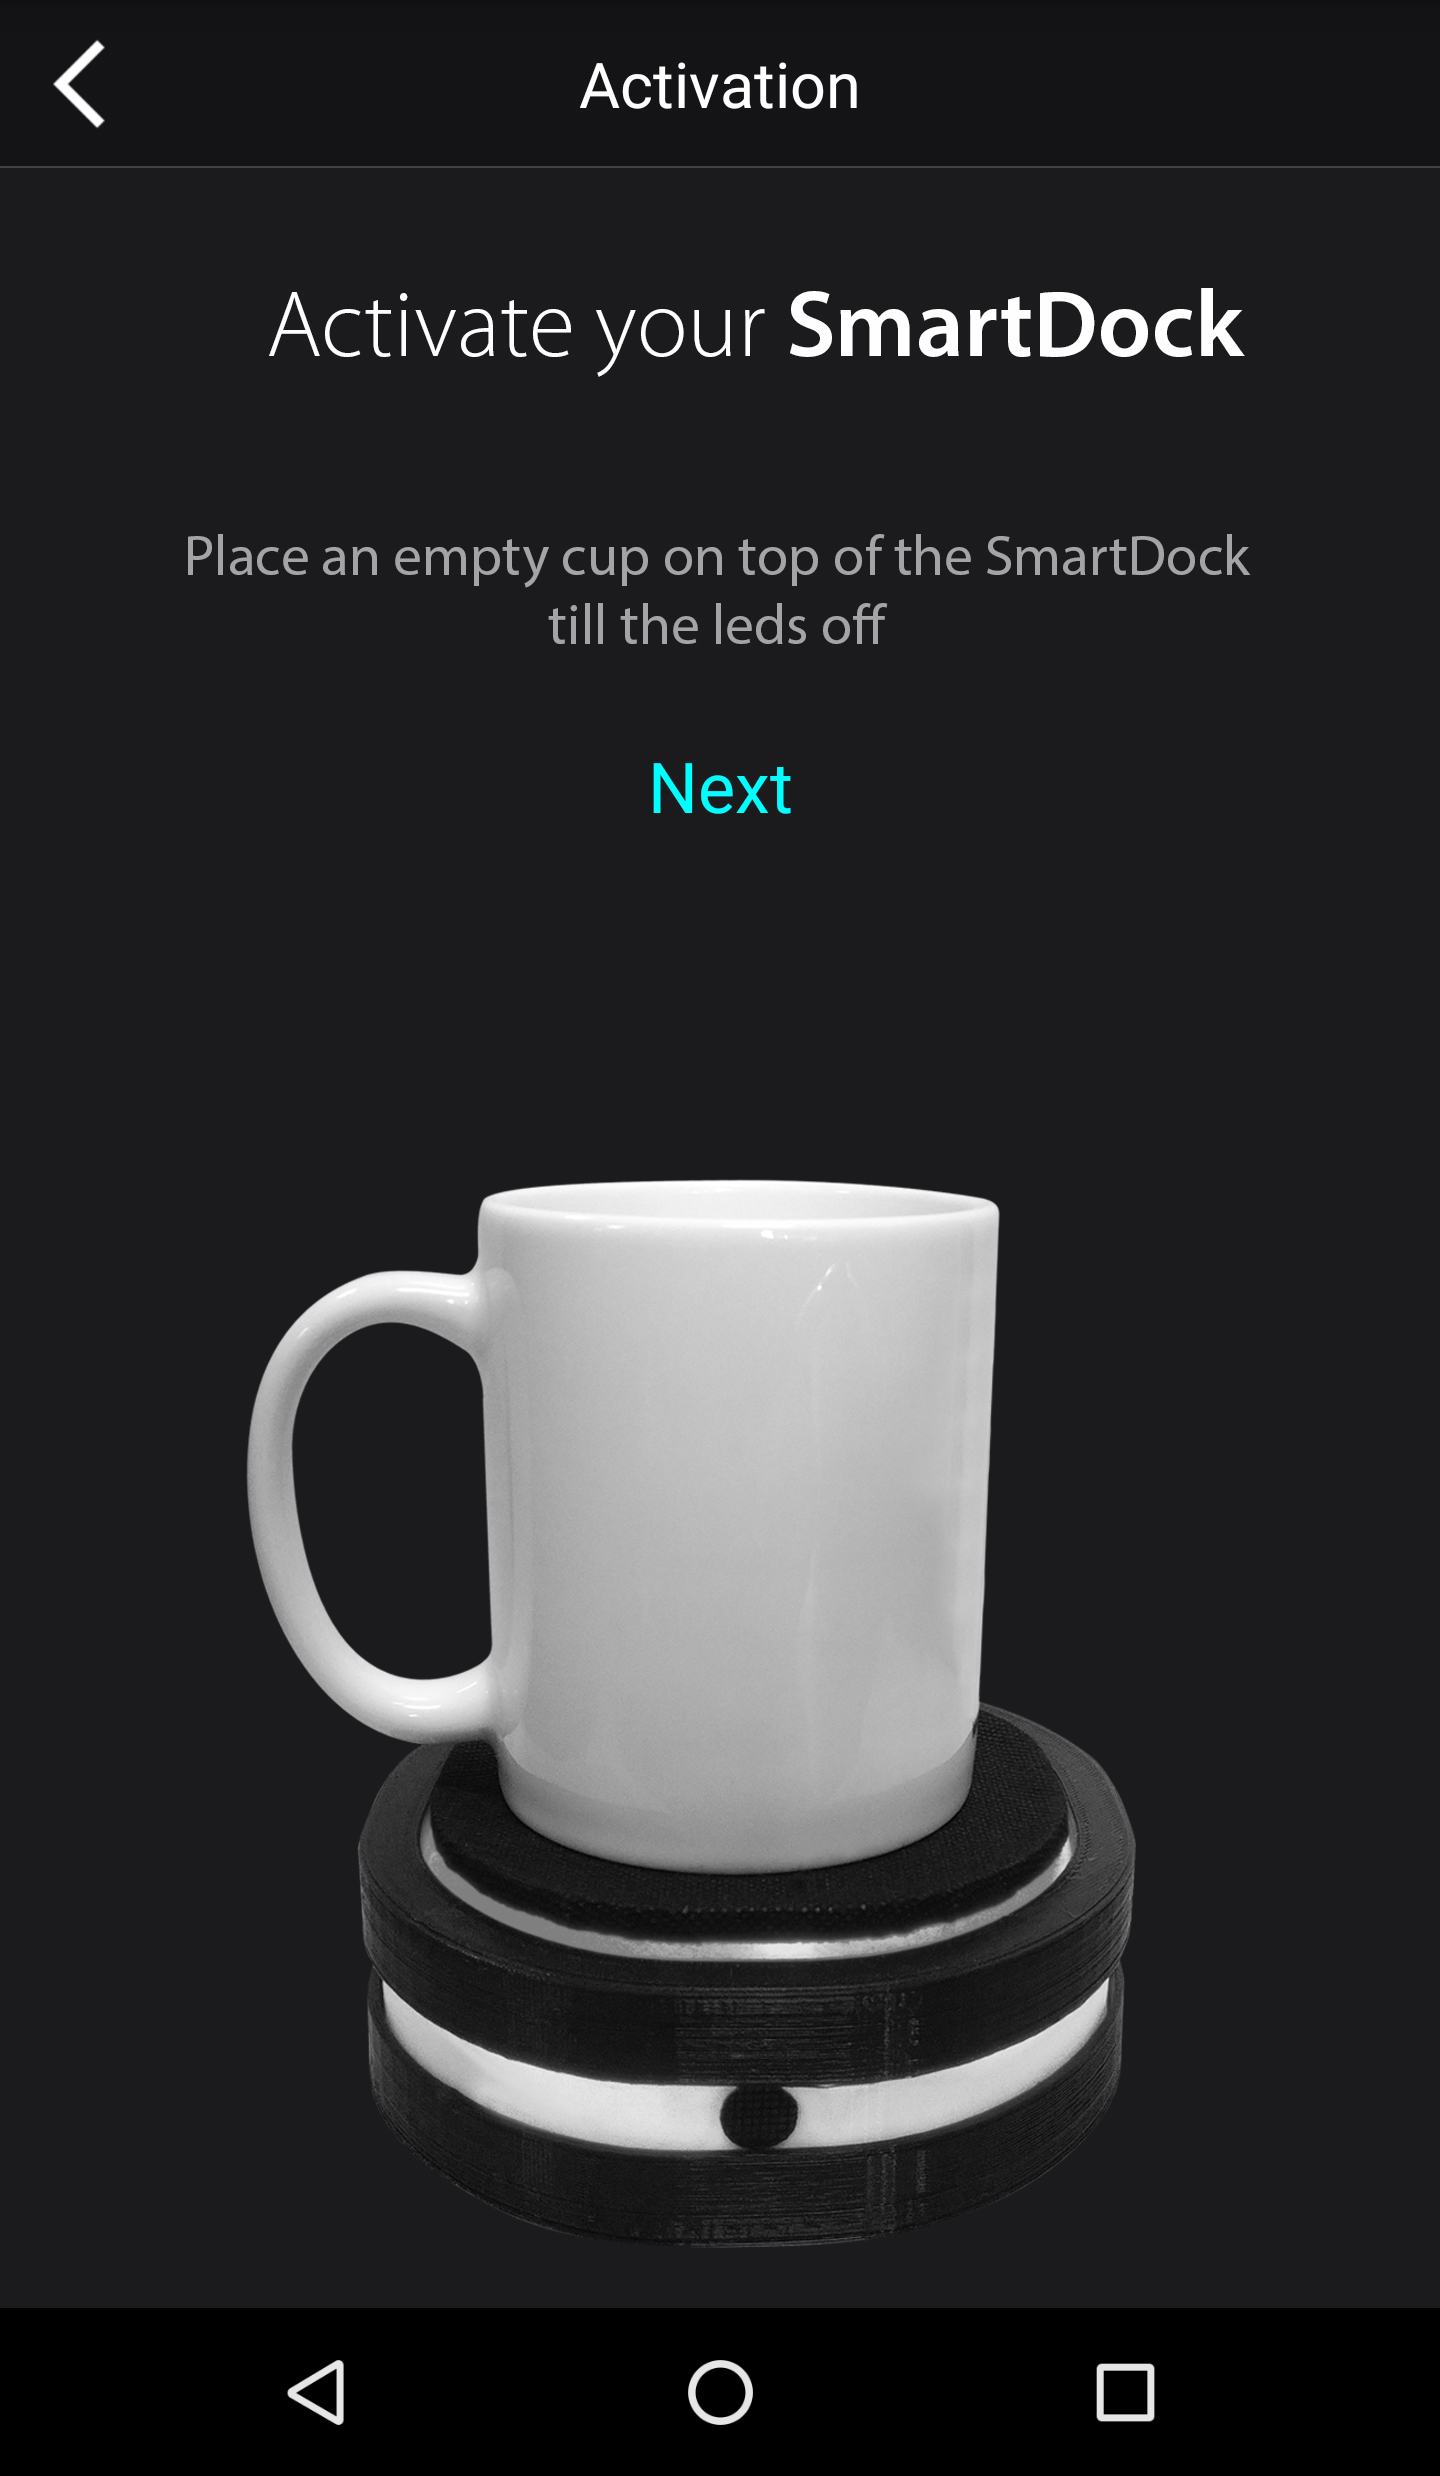 Activation
Activate your SmartDock
Place an empty cup on top of the SmartDock
till the leds off
Next